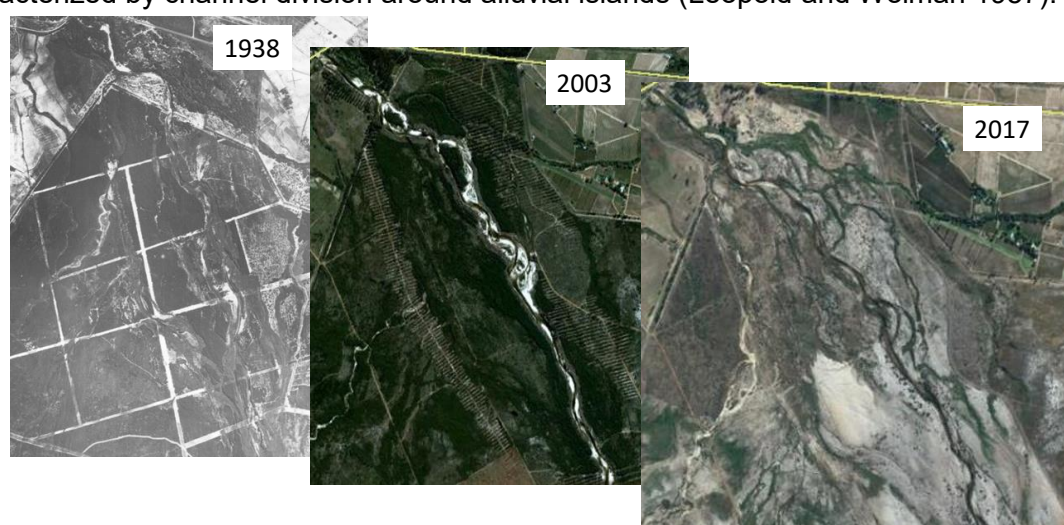 acterized by channel division around alluvial islands (Leopold and Wolman 1957).
1938
2003
2017